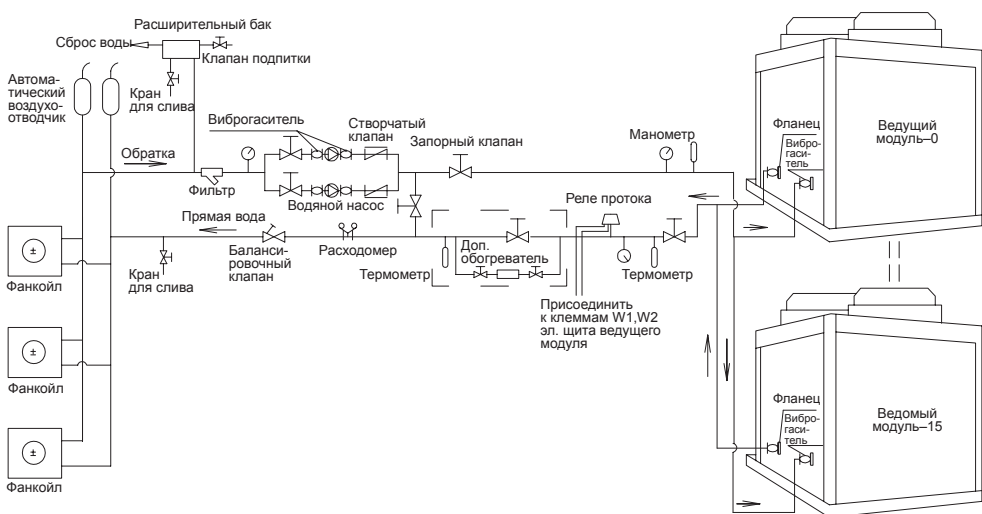 Расширительный бак
Сброс воды
Клапан подпитки
Автома-
тический
воздухо-
отводчик
Кран
для слива
Виброгаситель
Створчатый
клапан
Запорный клапан
Манометр
Фланец
Вибро-
гаси-
тель
Ведущий
модуль–0
Обратка
Фильтр
Водяной насос
Реле протока
Прямая вода
Баланси-
ровочный
клапан
Расходомер
Доп.
обогреватель
Термометр
Термометр
Кран
для слива
Фанкойл
Присоединить
к клеммам W1,W2
эл. щита ведущего
модуля
Фанкойл
Фланец
Вибро-
гаси-
тель
Ведомый
модуль–15
Фанкойл